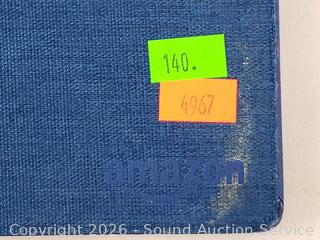 140.
4967
amazon
Copyright 2026 - Sound Auction Service